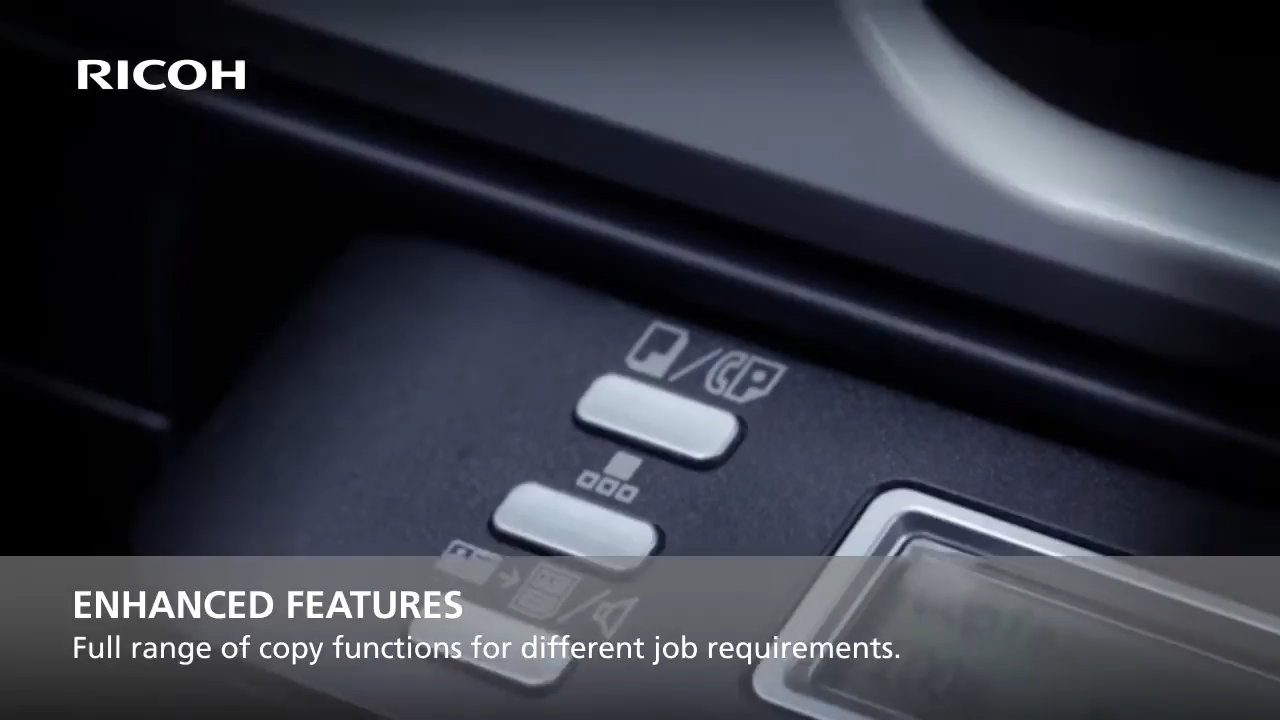 RICOH
ENHANCED FEATURES
Full range of copy functions for different job requirements.